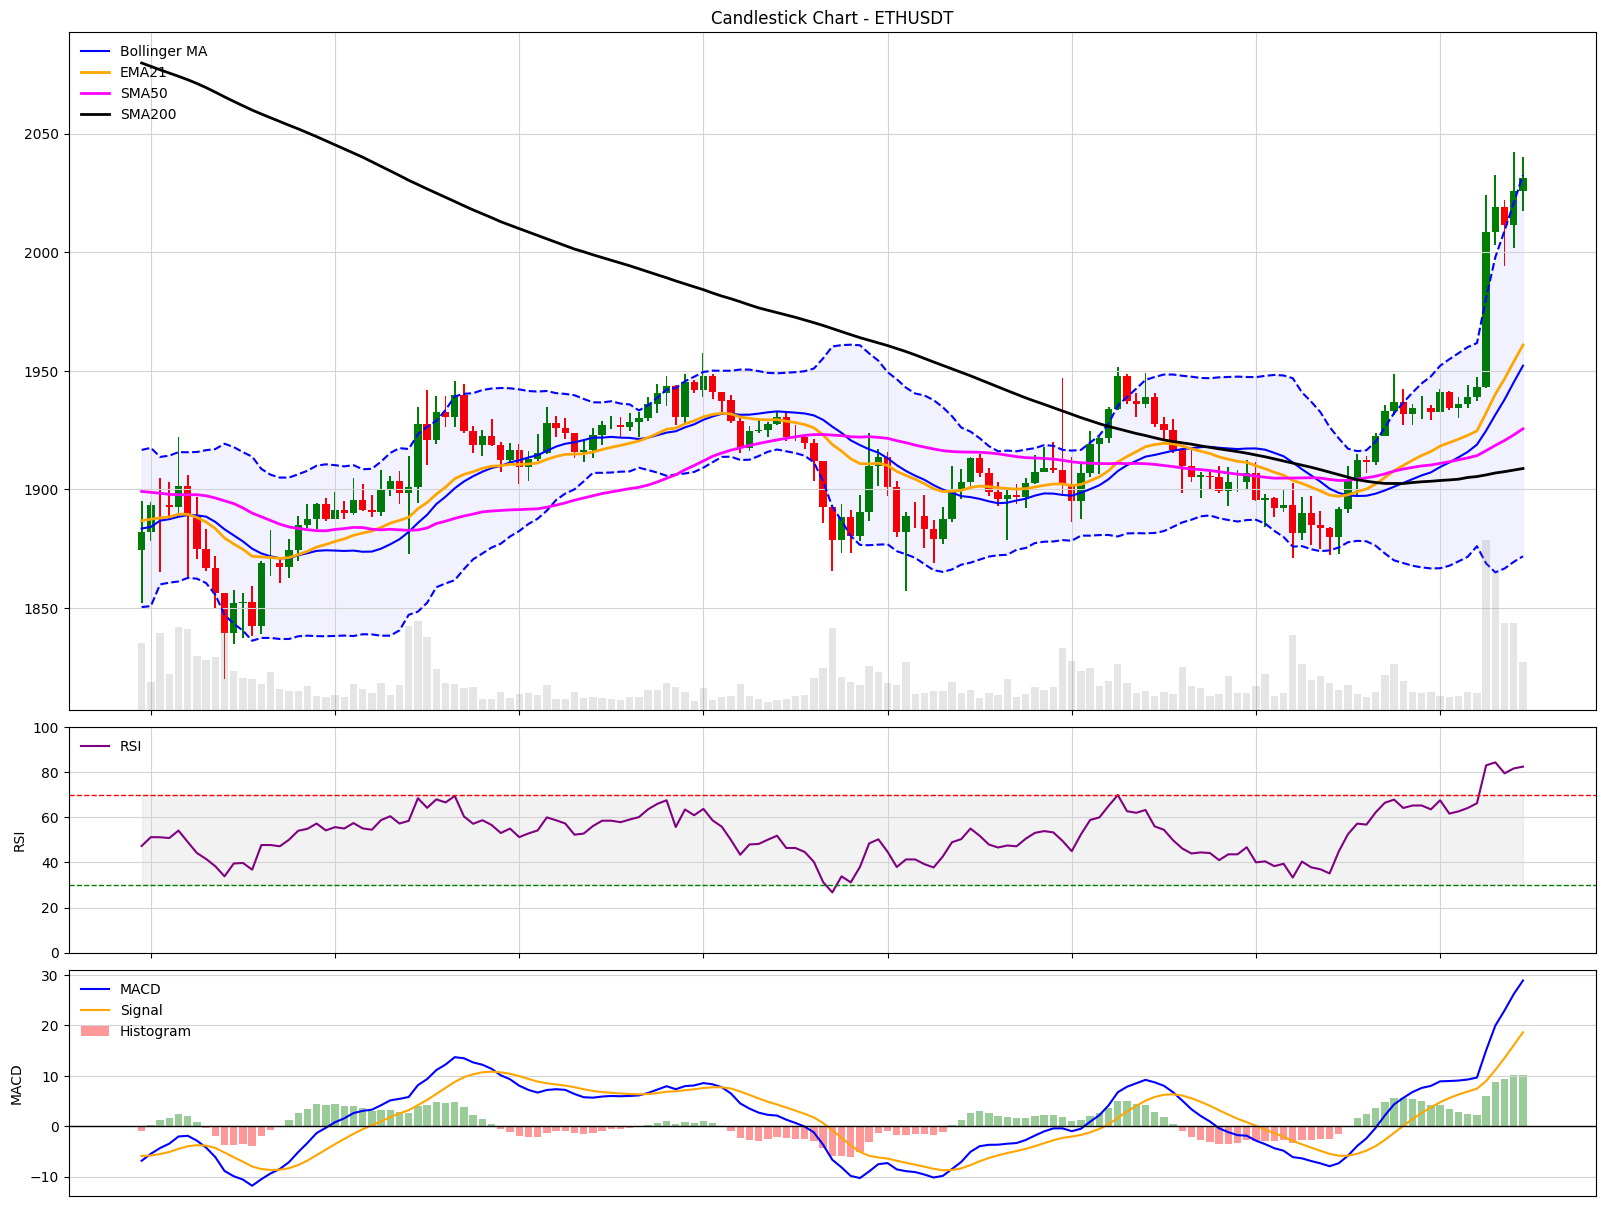 Candlestick Chart - ETHUSDT
Bollinger MA
EMA21
SMA50
SMA200
2050
2000
1950
1900
1850
100
80
60
40
20
0
RSI
RSI
30
20
10
0
−10
MACD
MACD
Signal
Histogram